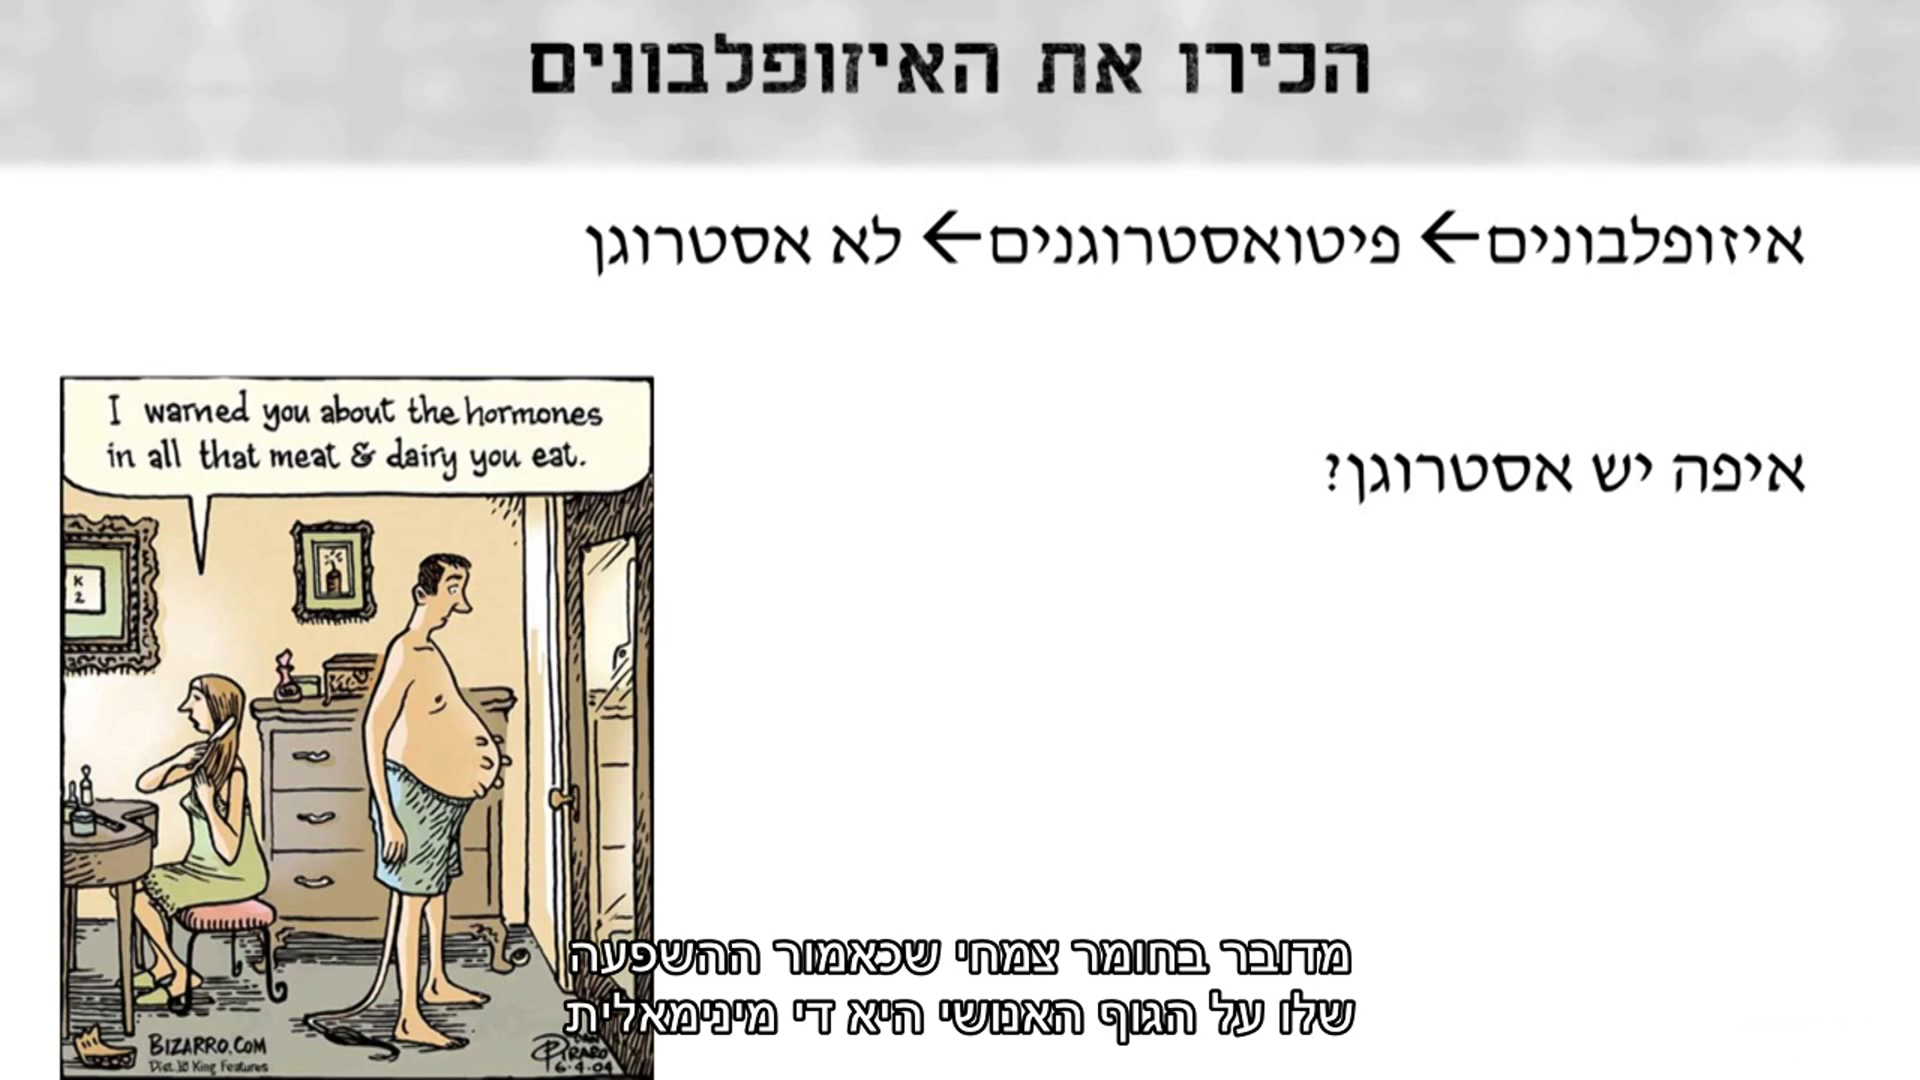 הכירו את האיזופלבונים
איזופלבונים← פיטואסטרוגנים← לא אסטרוגן
איפה יש אסטרוגן?
I warned you about the hormones
in all that meat & dairy you eat.
K
2
BIZARRO.COM
Dist. by King Features
DAN
PIRARO
6.4.04
מדובר בחומר צמחי שכאמור ההשפעה
שלו על הגוף האנושי היא די מינימאלית